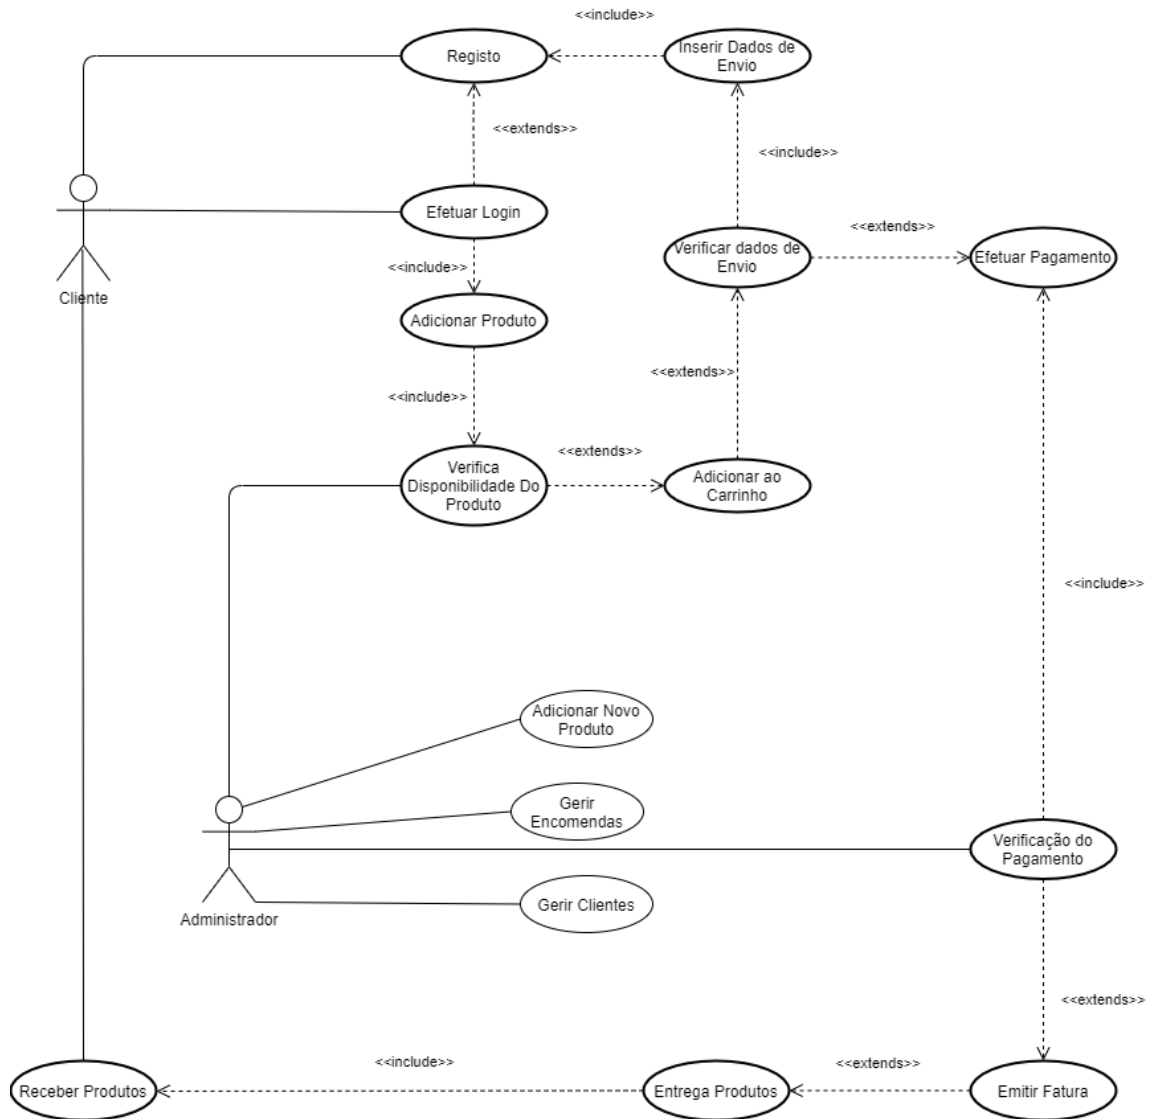 <<include>>
Registo
Inserir Dados de
Envio
<<extends>>
<<include>>
Efetuar Login
<<extends>>
Verificar dados de
Envio
Efetuar Pagamento
<<include>>
Cliente
Adicionar Produto
<<extends>>
<<include>>
<<extends>>
Verifica
Disponibilidade Do
Produto
Adicionar ao
Carrinho
<<include>>
Adicionar Novo
Produto
Gerir
Encomendas
Verificação do
Pagamento
Gerir Clientes
Administrador
<<extends>>
<<include>>
<<extends>>
Receber Produtos
Entrega Produtos
Emitir Fatura